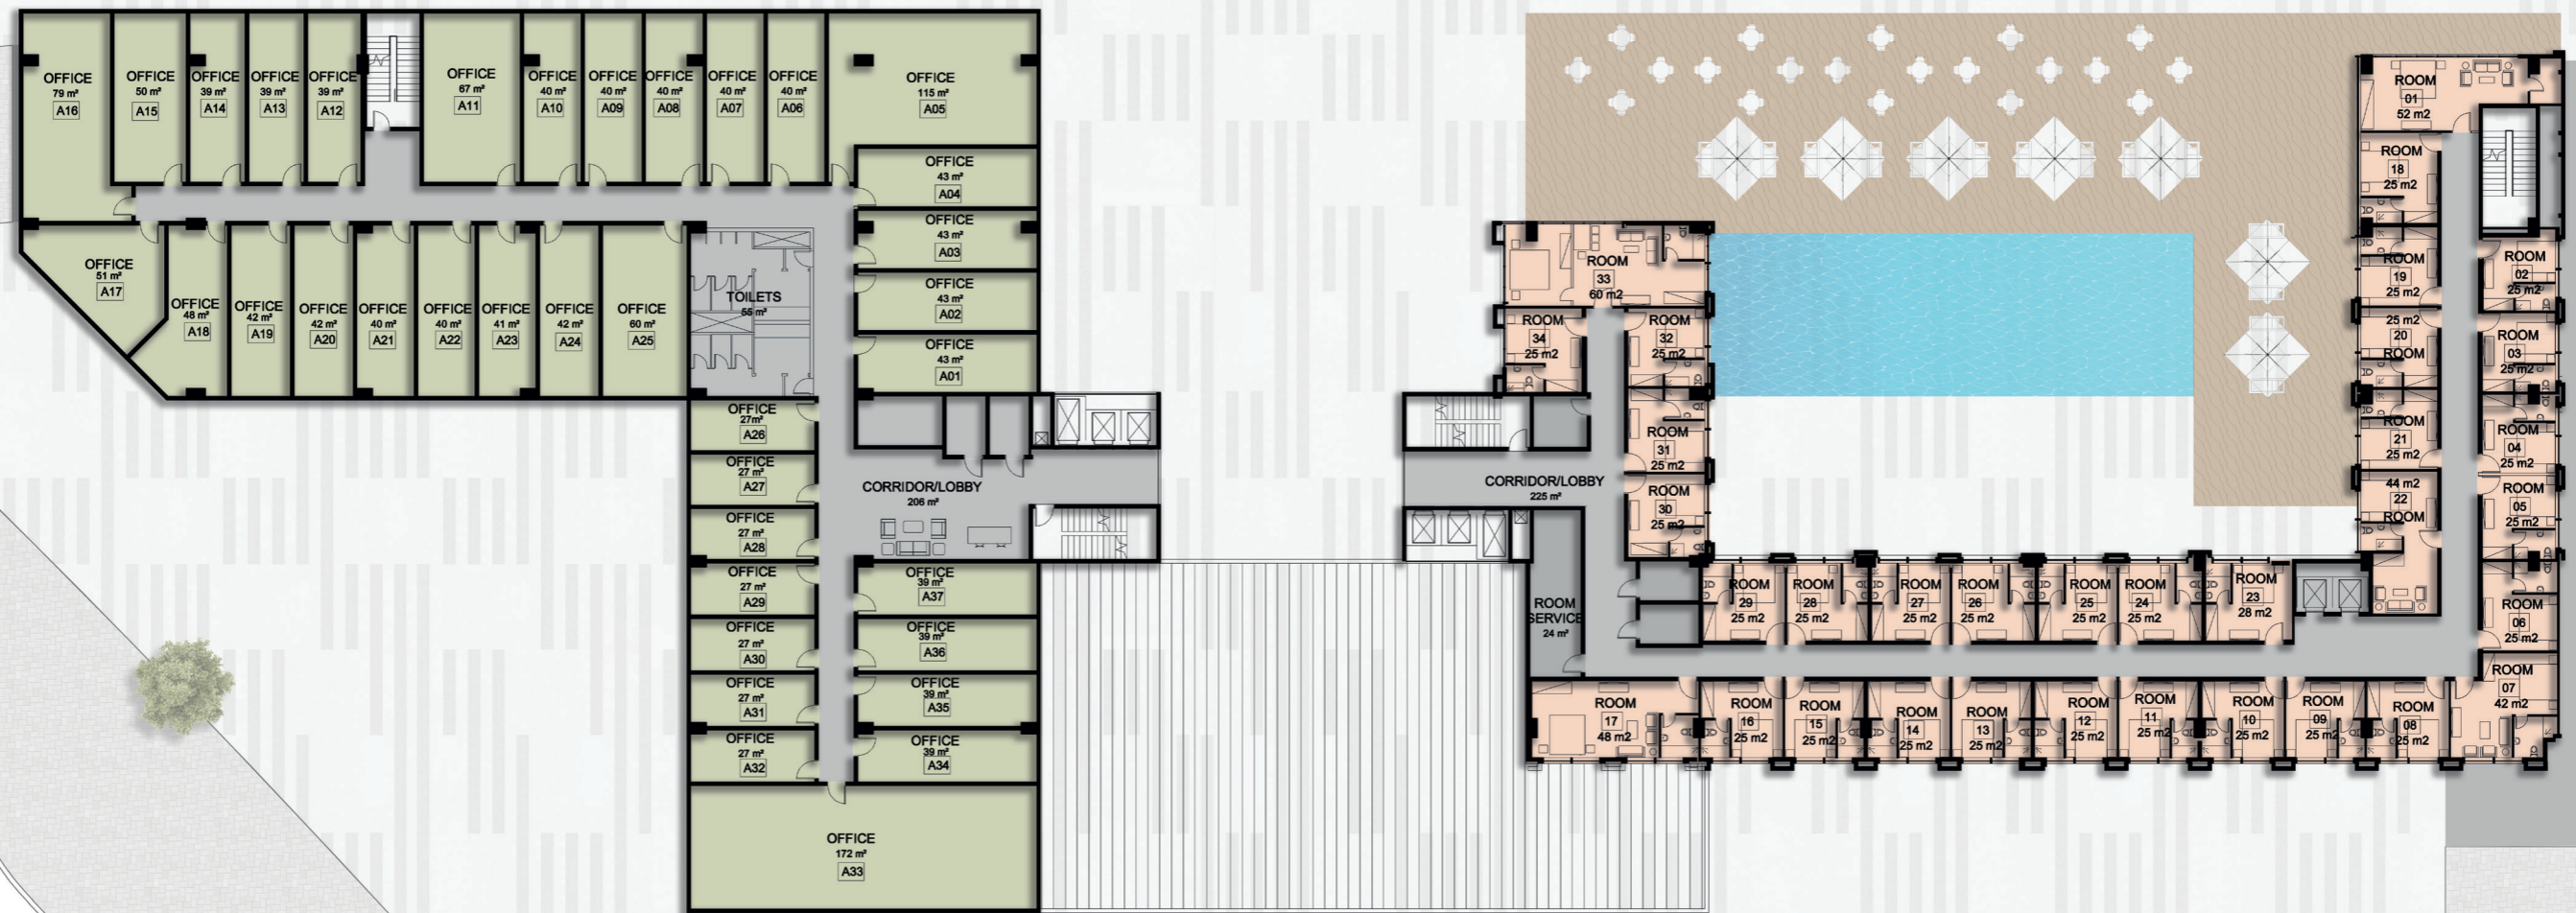 OFFICE
79 m²
A16
OFFICE
50 m²
A15
OFFICE
39 m²
A14
OFFICE
39 m²
A13
OFFICE
39 m²
A12
OFFICE
67 m²
A11
OFFICE
40 m²
A10
OFFICE
40 m²
A09
OFFICE
40 m²
A08
OFFICE
40 m²
A07
OFFICE
40 m²
A06
OFFICE
115 m²
A05
OFFICE
43 m²
A04
OFFICE
43 m²
A03
OFFICE
43 m²
A02
OFFICE
43 m²
A01
OFFICE
51 m²
A17
OFFICE
48 m²
A18
OFFICE
42 m²
A19
OFFICE
42 m²
A20
OFFICE
40 m²
A21
OFFICE
40 m²
A22
OFFICE
41 m²
A23
OFFICE
42 m²
A24
OFFICE
60 m²
A25
TOILETS
55 m²
OFFICE
27m²
A26
OFFICE
27 m²
A27
OFFICE
27 m²
A28
OFFICE
27 m²
A29
OFFICE
27 m²
A30
OFFICE
27 m²
A31
OFFICE
27 m²
A32
CORRIDOR/LOBBY
206 m²
OFFICE
39 m²
A37
OFFICE
39 m²
A36
OFFICE
39 m²
A35
OFFICE
39 m²
A34
OFFICE
172 m²
A33
ROOM
01
52 m2
ROOM
18
25 m2
ROOM
19
25 m2
25 m2
20
ROOM
ROOM
21
25 m2
44 m2
22
ROOM
ROOM
02
25 m2
ROOM
03
25 m2
ROOM
04
25 m2
ROOM
05
25 m2
ROOM
06
25 m2
ROOM
07
42 m2
ROOM
33
60 m2
ROOM
34
25 m2
ROOM
32
25 m2
ROOM
31
25 m2
ROOM
30
25 m2
CORRIDOR/LOBBY
225 m²
ROOM
SERVICE
24 m²
ROOM
29
25 m2
ROOM
28
25 m2
ROOM
27
25 m2
ROOM
26
25 m2
ROOM
25
25 m2
ROOM
24
25 m2
ROOM
23
28 m2
ROOM
17
48 m2
ROOM
16
25 m2
ROOM
15
25 m2
ROOM
14
25 m2
ROOM
13
25 m2
ROOM
12
25 m2
ROOM
11
25 m2
ROOM
10
25 m2
ROOM
09
25 m2
ROOM
08
25 m2